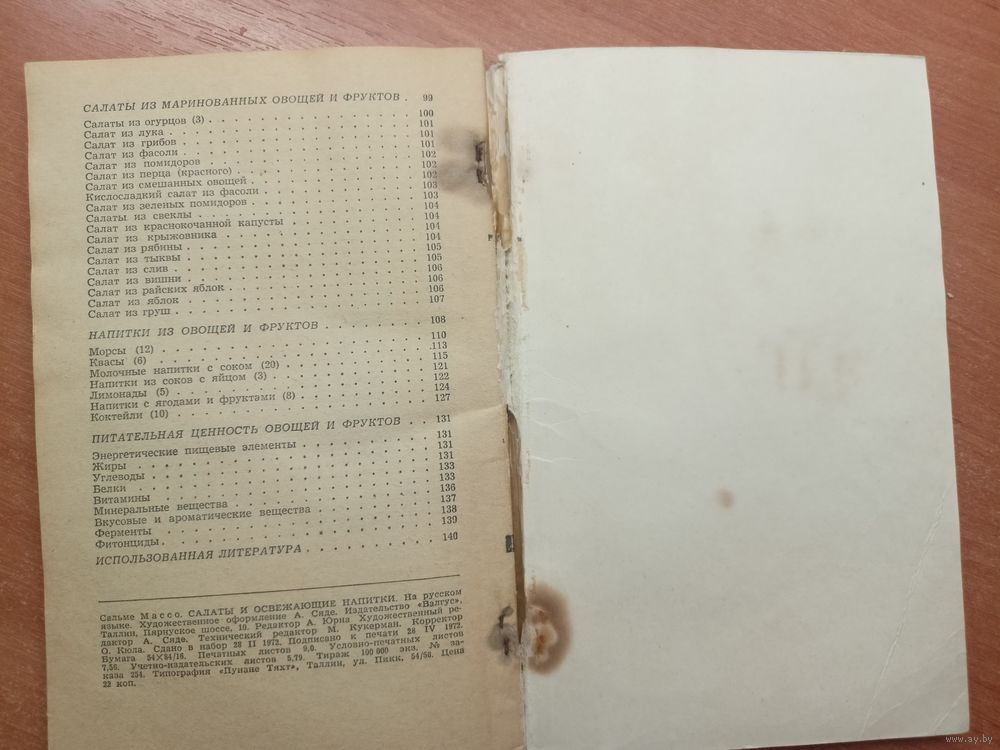 САЛАТЫ ИЗ МАРИНОВАННЫХ ОВОЩЕЙ И ФРУКТОВ . 99
Салаты из огурцов (3) . . . . . . . . . . . . 100
Салат из лука . . . . . . . . . . . . 101
Салат из грибов . . . . . . . . . . . . 101
Салат из фасоли . . . . . . . . . . . . 101
Салат из помидоров . . . . . . . . . . . . 102
Салат из перца (красного) . . . . . . . . . . . . 102
Салат из смешанных овощей . . . . . . . . . . . . 102
Кислосладкий салат из фасоли . . . . . . . . . . . . 103
Салат из зеленых помидоров . . . . . . . . . . . . 103
Салаты из свеклы . . . . . . . . . . . . 104
Салат из краснокочанной капусты . . . . . . . . . . . . 104
Салат из крыжовника . . . . . . . . . . . . 104
Салат из рябины . . . . . . . . . . . . 104
Салат из тыквы . . . . . . . . . . . . 105
Салат из слив . . . . . . . . . . . . 105
Салат из вишни . . . . . . . . . . . . 106
Салат из райских яблок . . . . . . . . . . . . 106
Салат из яблок . . . . . . . . . . . . 106
Салат из груш . . . . . . . . . . . . 107
НАПИТКИ ИЗ ОВОЩЕЙ И ФРУКТОВ . . . . . . . . 108
Морсы (12) . . . . . . . . . . . . 110
Квасы (6) . . . . . . . . . . . . 113
Молочные напитки с соком (20) . . . . . . . . . . . . 115
Напитки из соков с яйцом (3) . . . . . . . . . . . . 121
Лимонады (5) . . . . . . . . . . . . 122
Напитки с ягодами и фруктами (8) . . . . . . . . . . . . 124
Коктейли (10) . . . . . . . . . . . . 127
ПИТАТЕЛЬНАЯ ЦЕННОСТЬ ОВОЩЕЙ И ФРУКТОВ . . 131
Энергетические пищевые элементы . . . . . . . . . . . . 131
Жиры . . . . . . . . . . . . 131
Углеводы . . . . . . . . . . . . 131
Белки . . . . . . . . . . . . 133
Витамины . . . . . . . . . . . . 133
Минеральные вещества . . . . . . . . . . . . 136
Вкусовые и ароматические вещества . . . . . . . . . . . . 137
Ферменты . . . . . . . . . . . . 138
Фитонциды . . . . . . . . . . . . 139
ИСПОЛЬЗОВАННАЯ ЛИТЕРАТУРА . . . . . . . . . 140
Сальме Массо. САЛАТЫ И ОСВЕЖАЮЩИЕ НАПИТКИ. На русском
языке. Художественное оформление А. Сяде. Издательство «Валгус»,
Таллин, Пярнуское шоссе, 10. Редактор А. Юрна Художественный ре-
дактор А. Сяде. Технический редактор М. Кукерман. Корректор
О. Кюла. Сдано в набор 28 II 1972. Подписано к печати 28 IV 1972.
Бумага 54×84/16. Печатных листов 9,0. Условно-печатных листов
7,56. Учетно-издательских листов 5,79. Тираж 100 000 экз. № за-
каза 254. Типография «Пунане Тяхт», Таллин, ул. Пикк, 54/58. Цена
22 коп.
www.ay.by